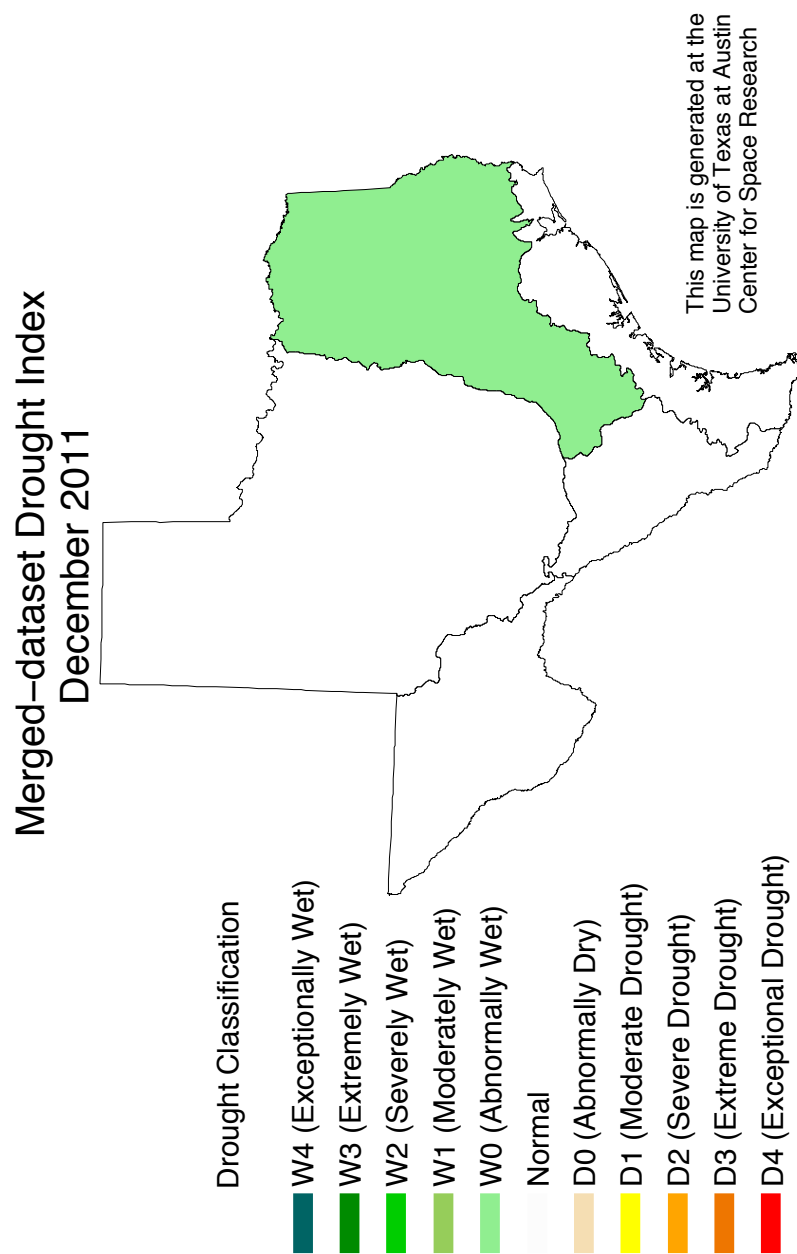 Merged-dataset Drought Index
December 2011
Drought Classification
W4 (Exceptionally Wet)
W3 (Extremely Wet)
W2 (Severely Wet)
W1 (Moderately Wet)
W0 (Abnormally Wet)
Normal
D0 (Abnormally Dry)
D1 (Moderate Drought)
D2 (Severe Drought)
D3 (Extreme Drought)
D4 (Exceptional Drought)
This map is generated at the
University of Texas at Austin
Center for Space Research